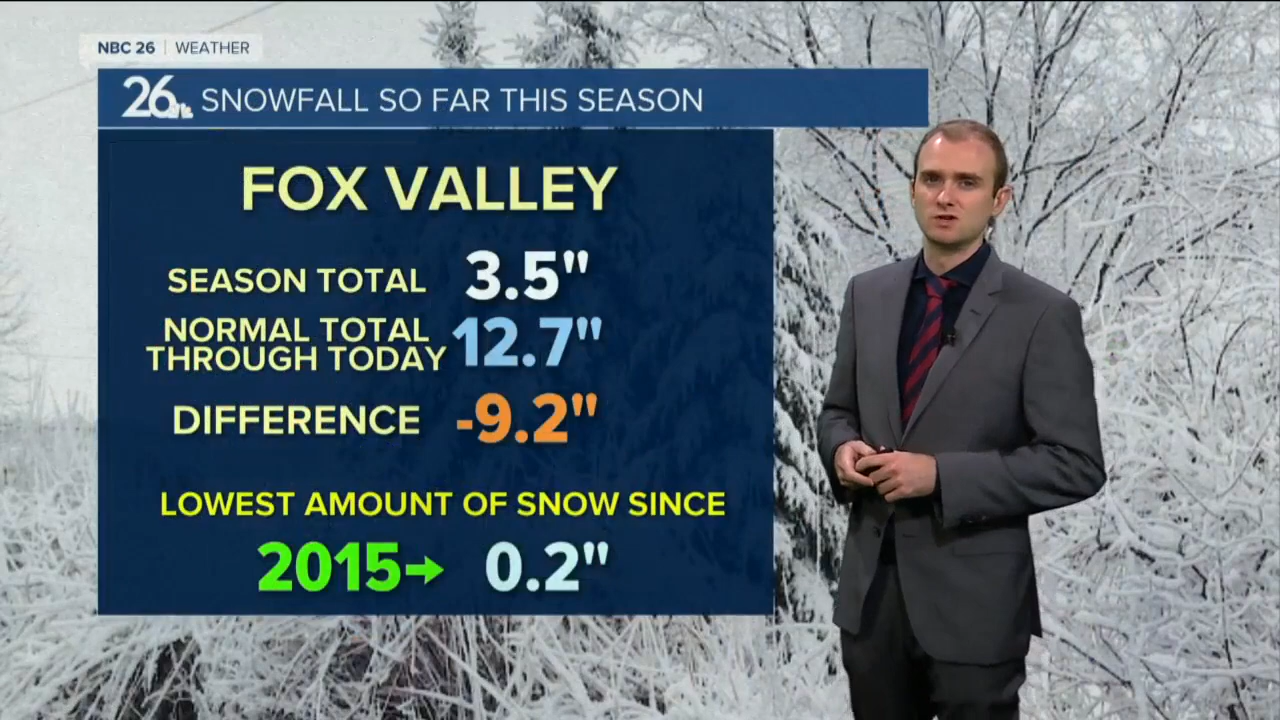 NBC 26 | WEATHER
26 SNOWFALL SO FAR THIS SEASON
FOX VALLEY
SEASON TOTAL 3.5"
NORMAL TOTAL THROUGH TODAY 12.7"
DIFFERENCE -9.2"
LOWEST AMOUNT OF SNOW SINCE
2015→ 0.2"